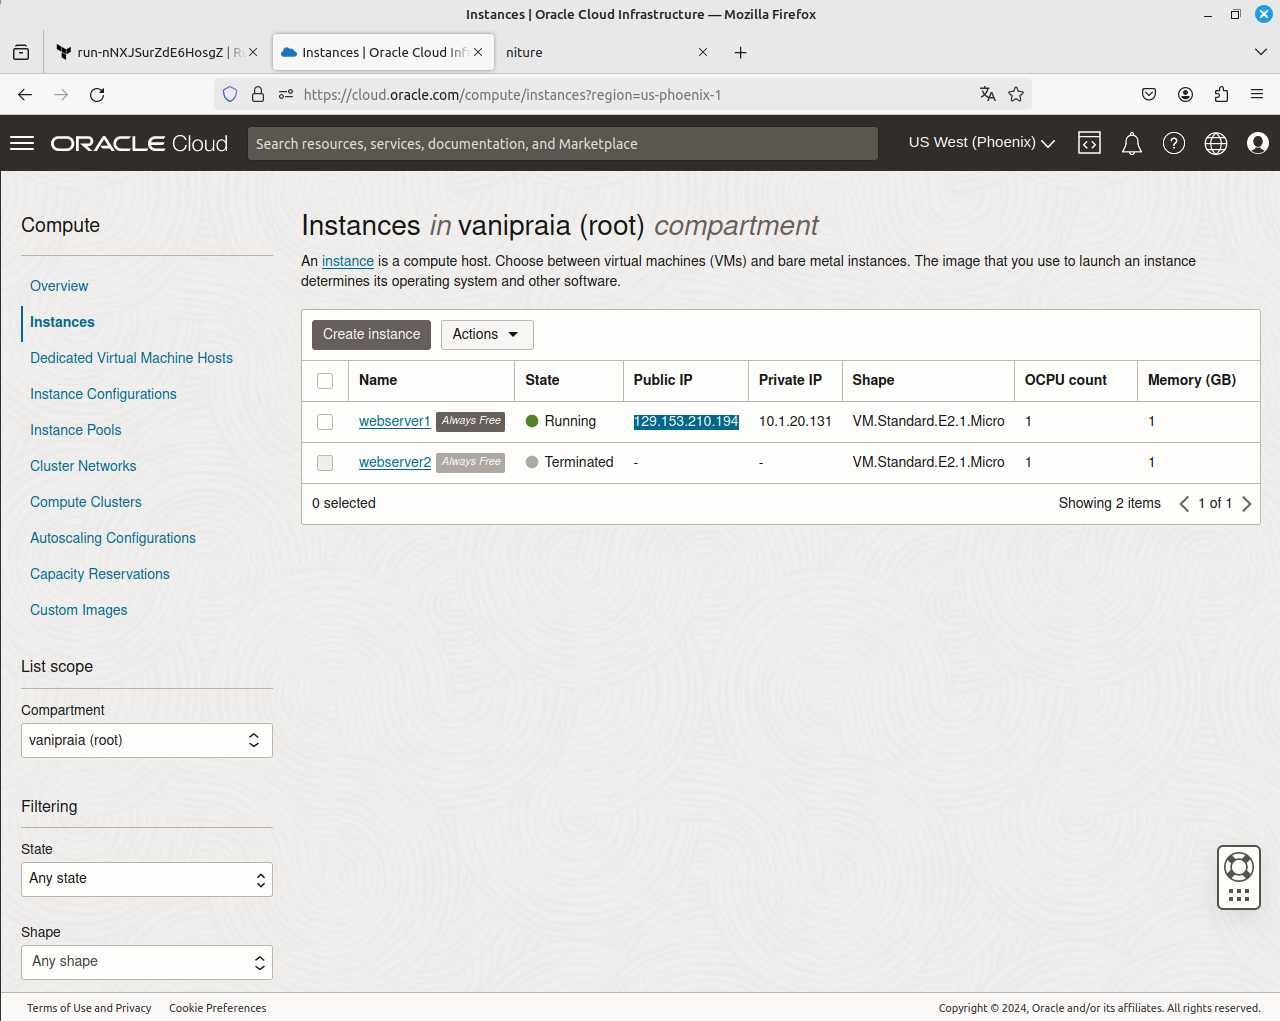 Instances | Oracle Cloud Infrastructure — Mozilla Firefox
run-nNXJSurZdE6HosgZ | R
Instances | Oracle Cloud Inf
niture
https://cloud.oracle.com/compute/instances?region=us-phoenix-1
ORACLE Cloud
Search resources, services, documentation, and Marketplace
US West (Phoenix)
Compute
Overview
Instances
Dedicated Virtual Machine Hosts
Instance Configurations
Instance Pools
Cluster Networks
Compute Clusters
Autoscaling Configurations
Capacity Reservations
Custom Images
List scope
Compartment
vanipraia (root)
Filtering
State
Any state
Shape
Any shape
Instances in vanipraia (root) compartment
An instance is a compute host. Choose between virtual machines (VMs) and bare metal instances. The image that you use to launch an instance
determines its operating system and other software.
Create instance Actions
Name State Public IP Private IP Shape OCPU count Memory (GB)
webserver1 Always Free Running 129.153.210.194 10.1.20.131 VM.Standard.E2.1.Micro 1 1
webserver2 Always Free Terminated - - VM.Standard.E2.1.Micro 1 1
0 selected Showing 2 items 1 of 1
Terms of Use and Privacy Cookie Preferences
Copyright © 2024, Oracle and/or its affiliates. All rights reserved.